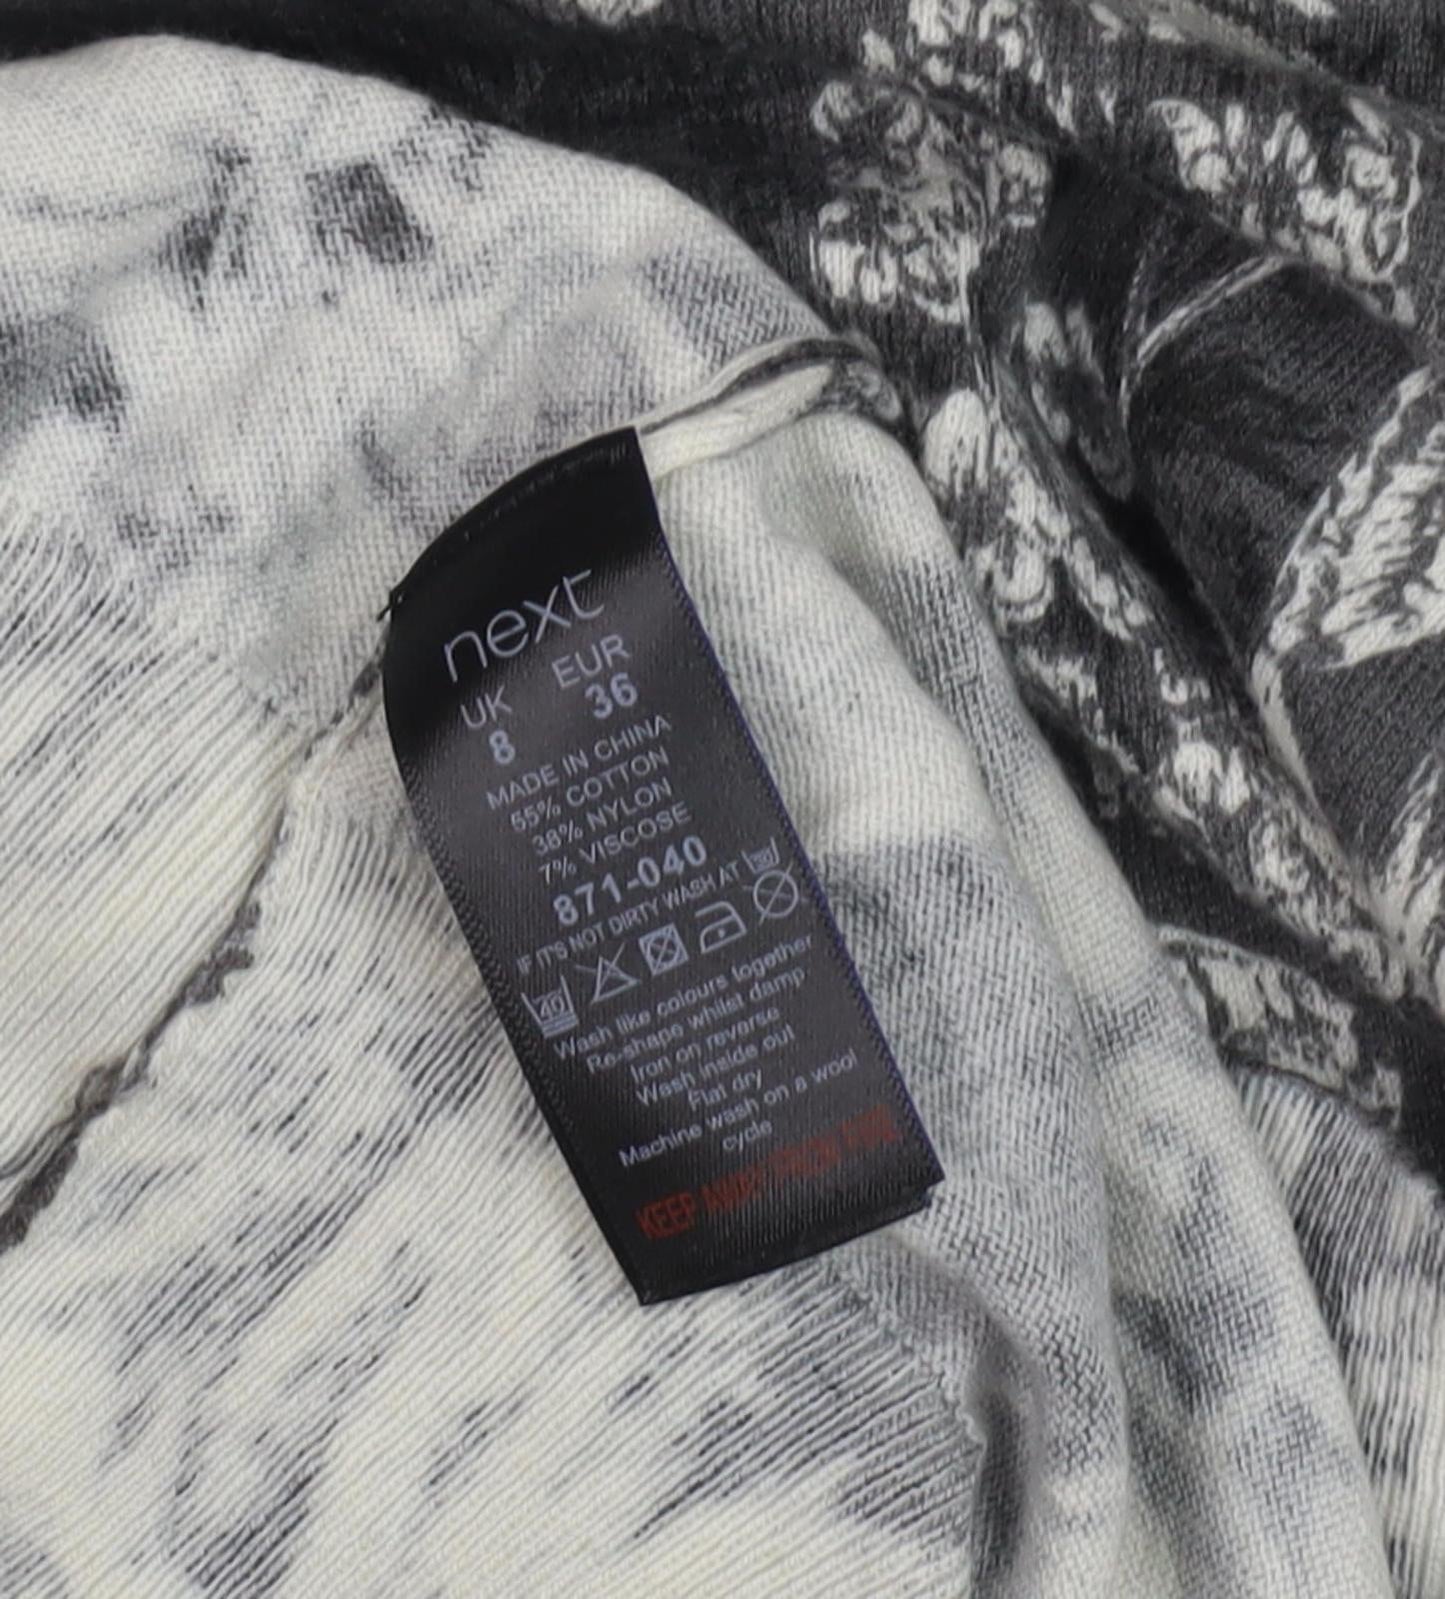 next
UK EUR
8 36
MADE IN CHINA
55% COTTON
38% NYLON
7% VISCOSE
871-040
IF IT'S NOT DIRTY WASH AT 30
40
Wash like colours together
Re-shape whilst damp
Iron on reverse
Wash inside out
Flat dry
Machine wash on a wool
cycle
KEEP AWAY FROM FIRE